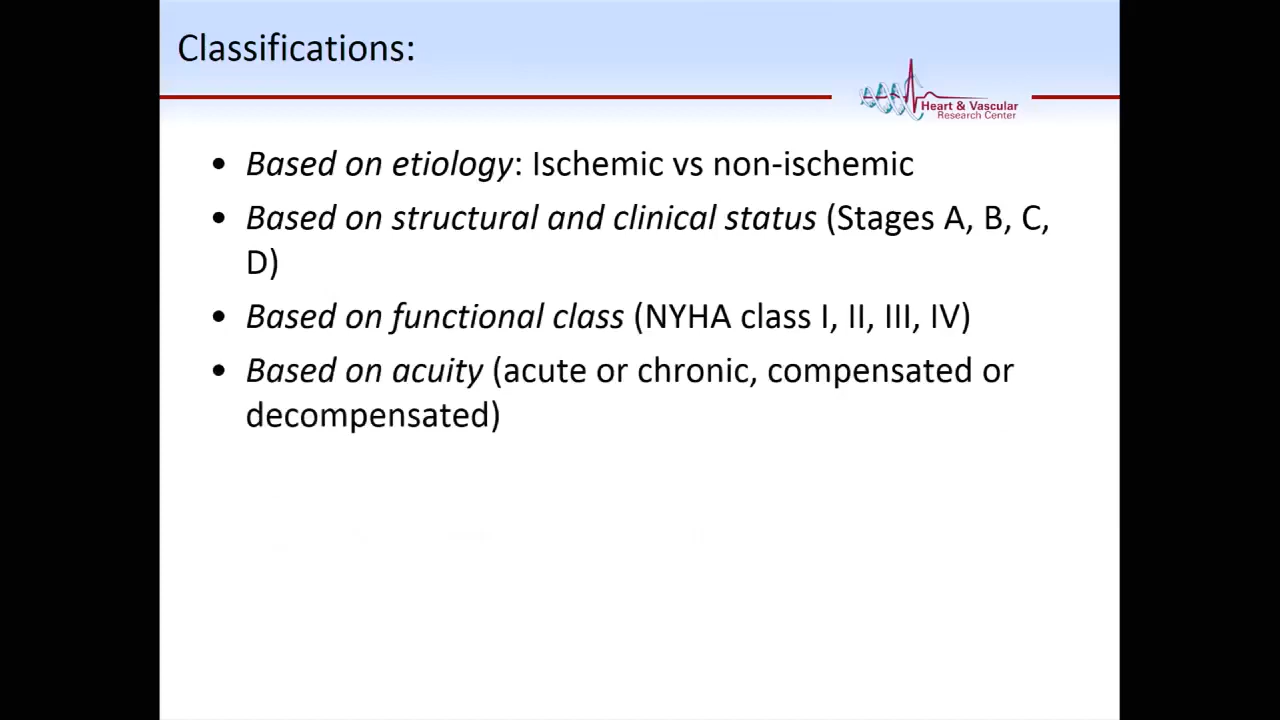 Classifications:
Heart & Vascular
Research Center
• Based on etiology: Ischemic vs non-ischemic
• Based on structural and clinical status (Stages A, B, C,
D)
• Based on functional class (NYHA class I, II, III, IV)
• Based on acuity (acute or chronic, compensated or
decompensated)